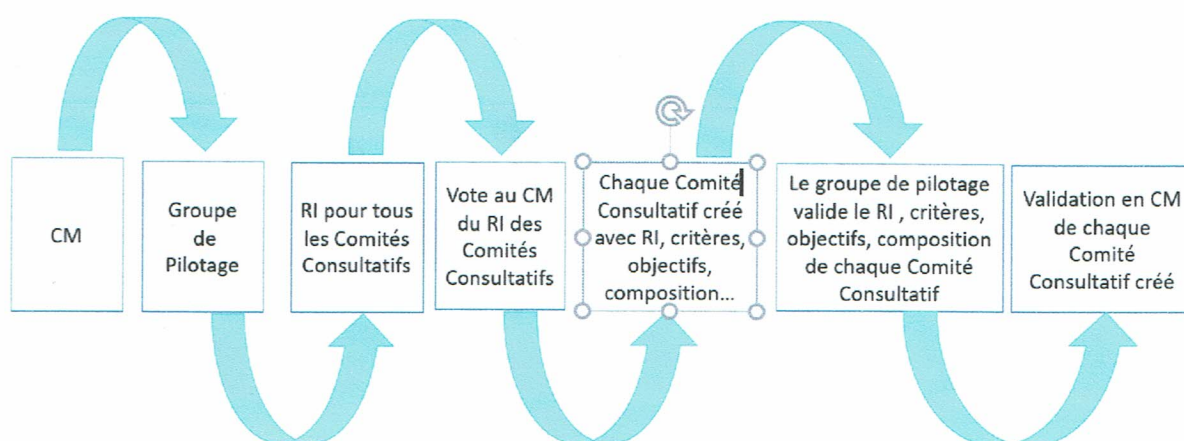 CM
Groupe
de
Pilotage
RI pour tous
les Comités
Consultatifs
Vote au CM
du RI des
Comités
Consultatifs
Chaque Comité
Consultatif créé
avec RI, critères,
objectifs,
composition...
Le groupe de pilotage
valide le RI , critères,
objectifs, composition
de chaque Comité
Consultatif
Validation en CM
de chaque
Comité
Consultatif créé